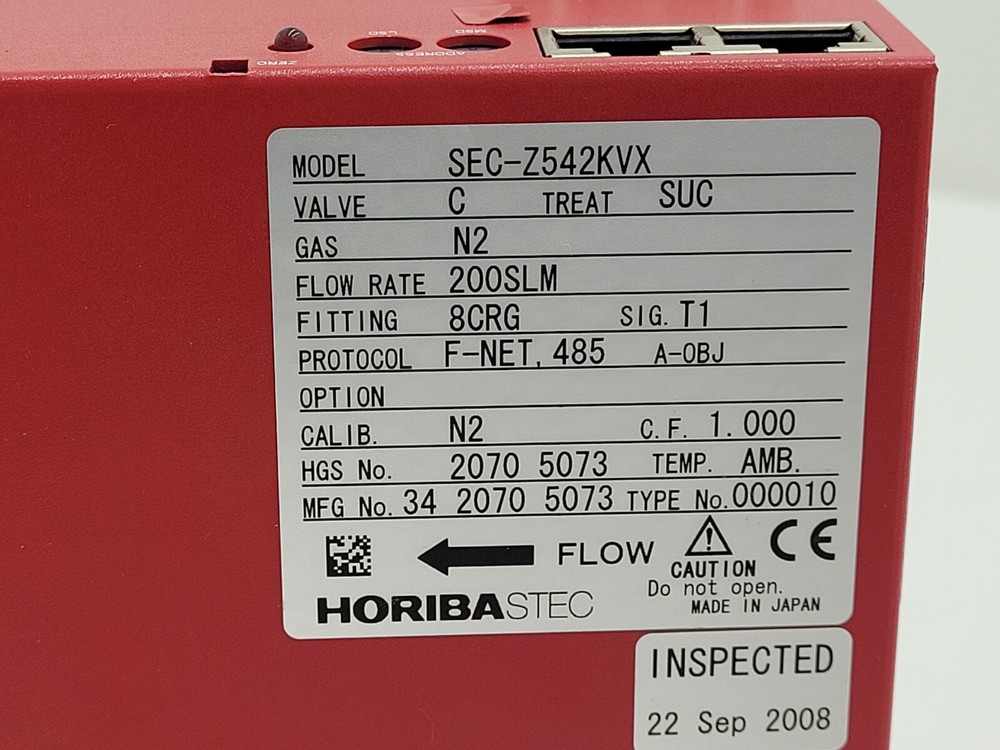 LSD MSD
ZERO ADDRESS
MODEL SEC-Z542KVX
VALVE C TREAT SUC
GAS N2
FLOW RATE 200SLM
FITTING 8CRG SIG. T1
PROTOCOL F-NET, 485 A-OBJ
OPTION
CALIB. N2 C.F. 1.000
HGS No. 2070 5073 TEMP. AMB.
MFG No. 34 2070 5073 TYPE No. 000010
FLOW CE
CAUTION
Do not open.
HORIBASTEC MADE IN JAPAN
INSPECTED
22 Sep 2008